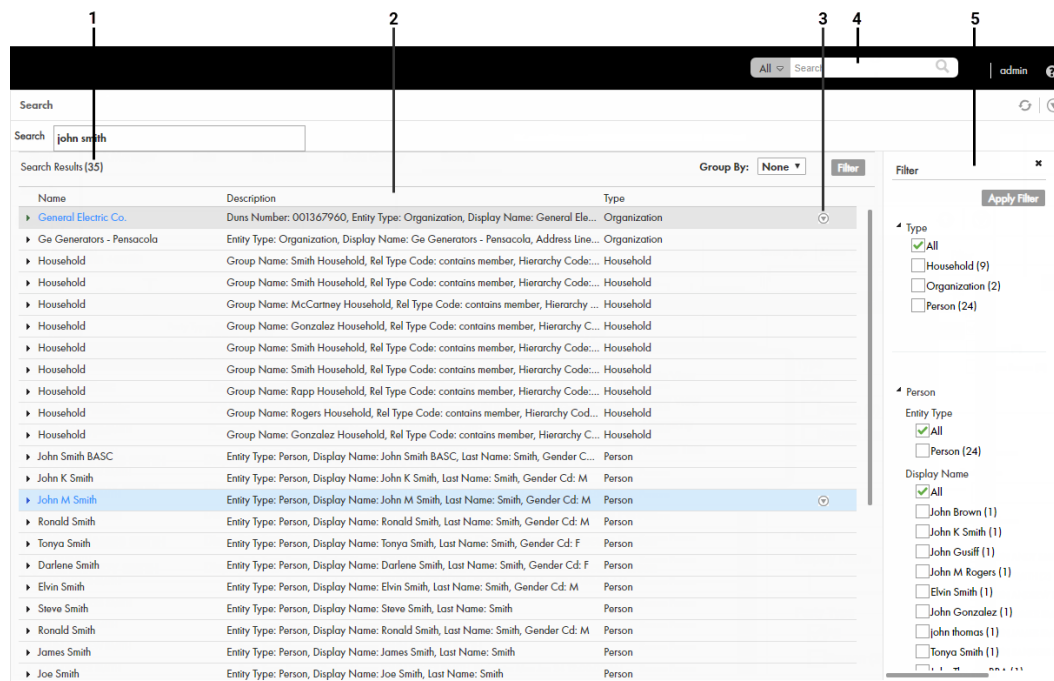 1 2 3 4 5
All Search admin
Search
Search john smith
Search Results (35) Group By: None Filter
Name Description Type
General Electric Co. Duns Number: 001367960, Entity Type: Organization, Display Name: General Ele... Organization
Ge Generators - Pensacola Entity Type: Organization, Display Name: Ge Generators - Pensacola, Address Line... Organization
Household Group Name: Smith Household, Rel Type Code: contains member, Hierarchy Code:... Household
Household Group Name: Smith Household, Rel Type Code: contains member, Hierarchy Code:... Household
Household Group Name: McCartney Household, Rel Type Code: contains member, Hierarchy ... Household
Household Group Name: Gonzalez Household, Rel Type Code: contains member, Hierarchy C... Household
Household Group Name: Smith Household, Rel Type Code: contains member, Hierarchy Code:... Household
Household Group Name: Smith Household, Rel Type Code: contains member, Hierarchy Code:... Household
Household Group Name: Rapp Household, Rel Type Code: contains member, Hierarchy Code:... Household
Household Group Name: Rogers Household, Rel Type Code: contains member, Hierarchy Cod... Household
Household Group Name: Gonzalez Household, Rel Type Code: contains member, Hierarchy C... Household
John Smith BASC Entity Type: Person, Display Name: John Smith BASC, Last Name: Smith, Gender C... Person
John K Smith Entity Type: Person, Display Name: John K Smith, Last Name: Smith, Gender Cd: M Person
John M Smith Entity Type: Person, Display Name: John M Smith, Last Name: Smith, Gender Cd: M Person
Ronald Smith Entity Type: Person, Display Name: Ronald Smith, Last Name: Smith, Gender Cd: M Person
Tonya Smith Entity Type: Person, Display Name: Tonya Smith, Last Name: Smith, Gender Cd: F Person
Darlene Smith Entity Type: Person, Display Name: Darlene Smith, Last Name: Smith, Gender Cd: F Person
Elvin Smith Entity Type: Person, Display Name: Elvin Smith, Last Name: Smith, Gender Cd: M Person
Steve Smith Entity Type: Person, Display Name: Steve Smith, Last Name: Smith Person
Ronald Smith Entity Type: Person, Display Name: Ronald Smith, Last Name: Smith, Gender Cd: M Person
James Smith Entity Type: Person, Display Name: James Smith, Last Name: Smith Person
Joe Smith Entity Type: Person, Display Name: Joe Smith, Last Name: Smith Person
Filter
Apply Filter
Type
All
Household (9)
Organization (2)
Person (24)
Person
Entity Type
All
Person (24)
Display Name
All
John Brown (1)
John K Smith (1)
John Gusiff (1)
John M Rogers (1)
Elvin Smith (1)
John Gonzalez (1)
john thomas (1)
Tonya Smith (1)